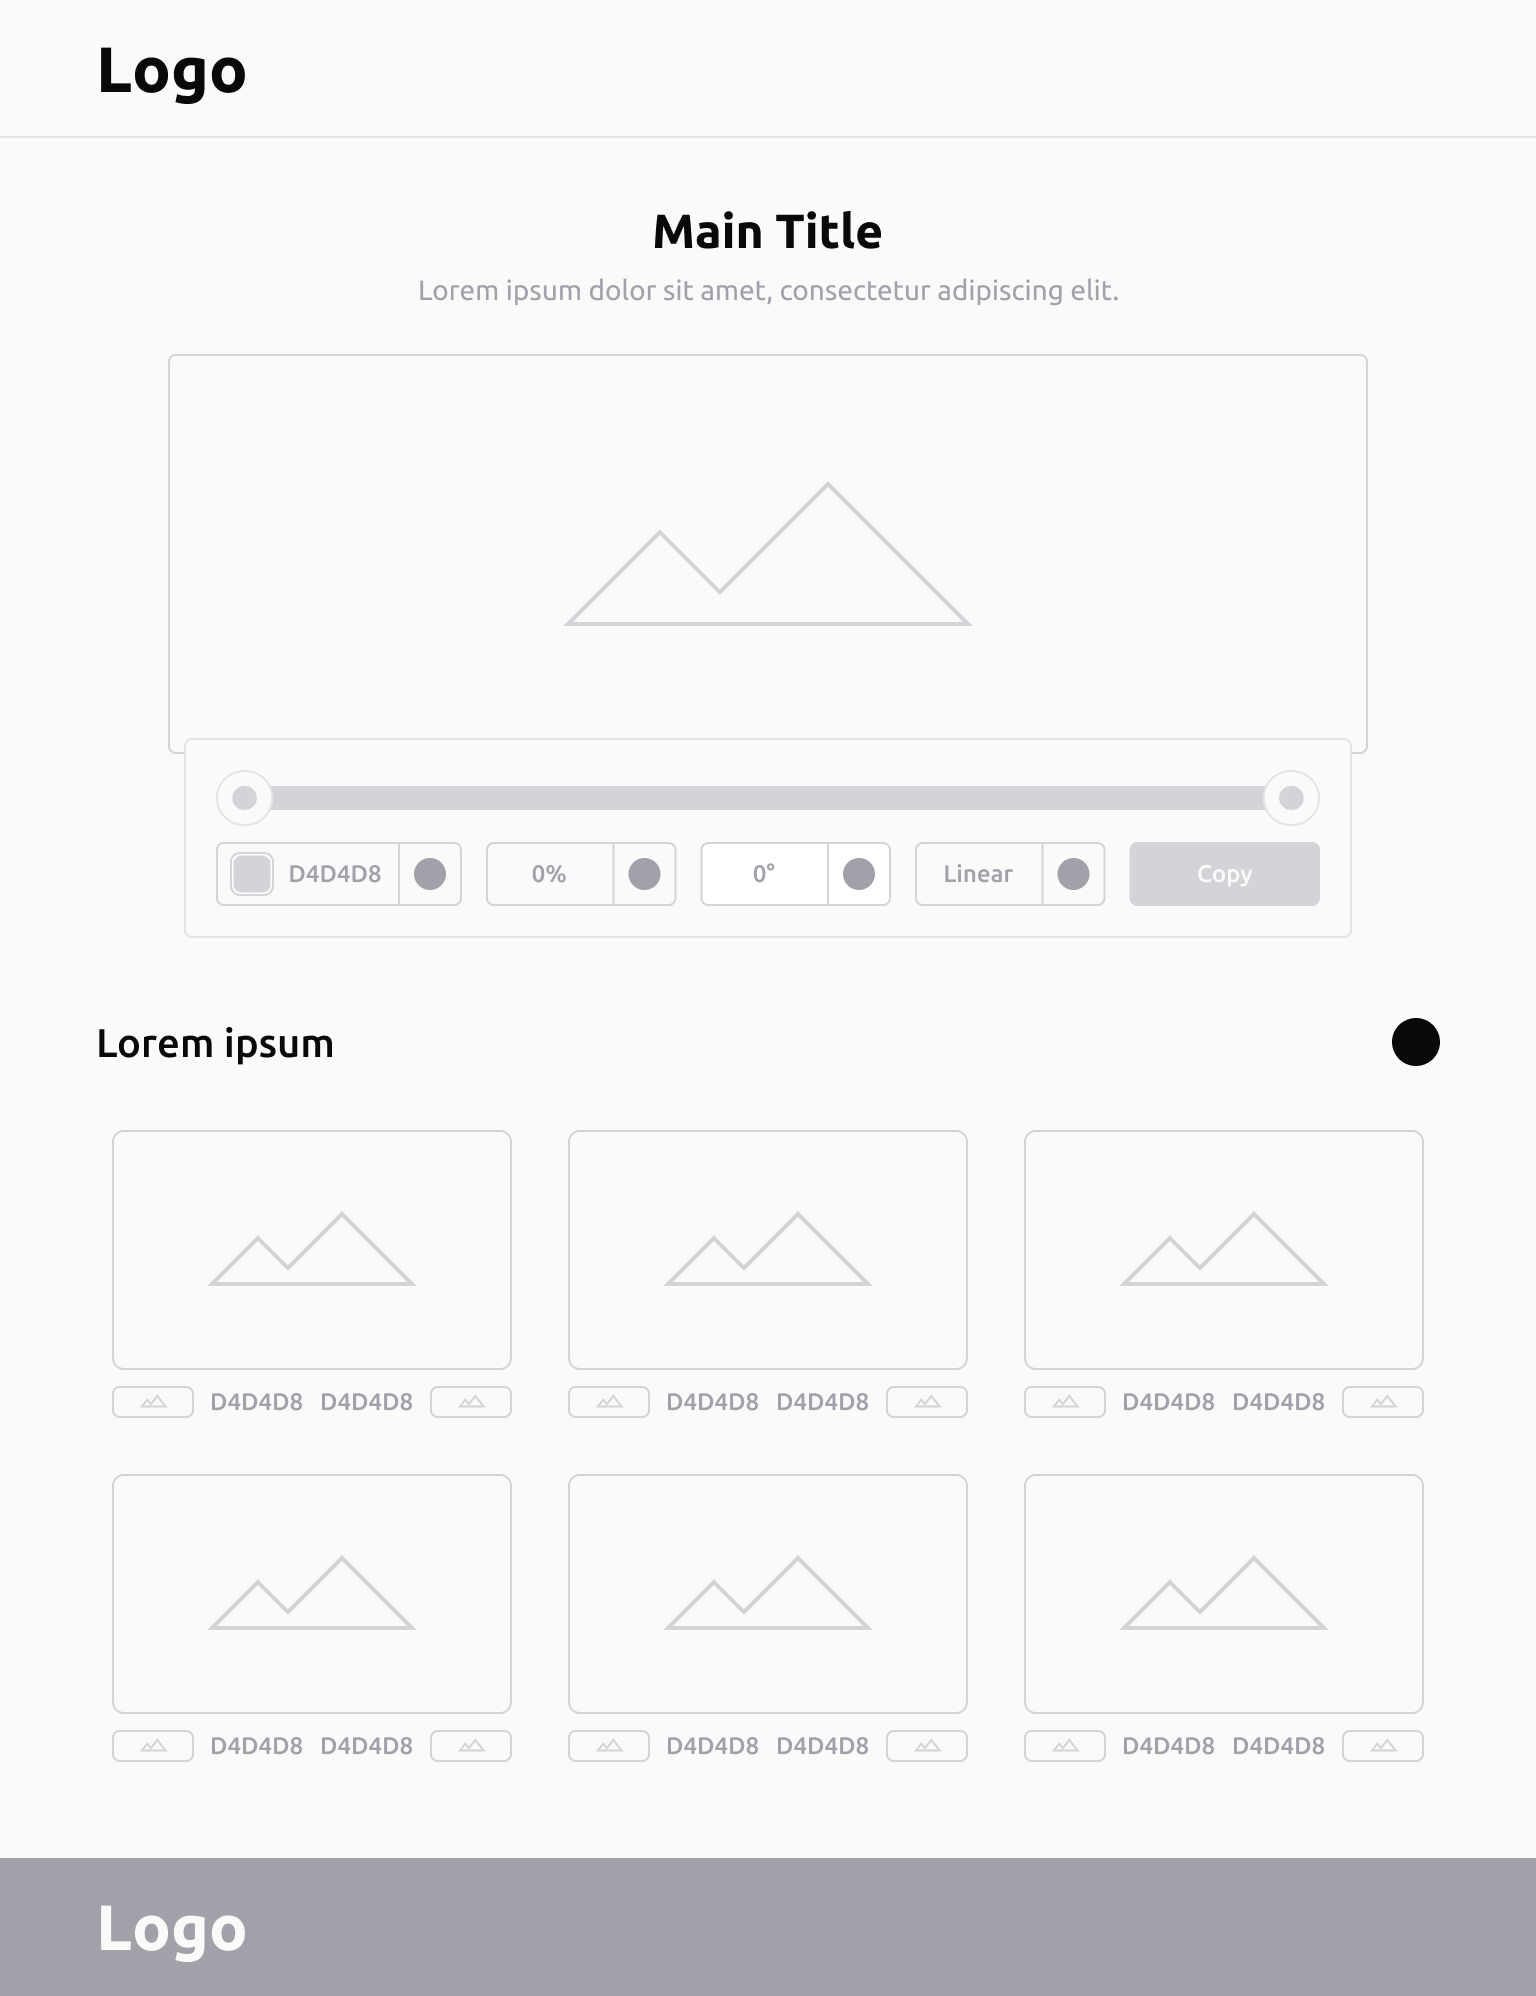 Logo
Main Title
Lorem ipsum dolor sit amet, consectetur adipiscing elit.
D4D4D8 0% 0° Linear Copy
Lorem ipsum
D4D4D8 D4D4D8 D4D4D8 D4D4D8 D4D4D8 D4D4D8
D4D4D8 D4D4D8 D4D4D8 D4D4D8 D4D4D8 D4D4D8
Logo